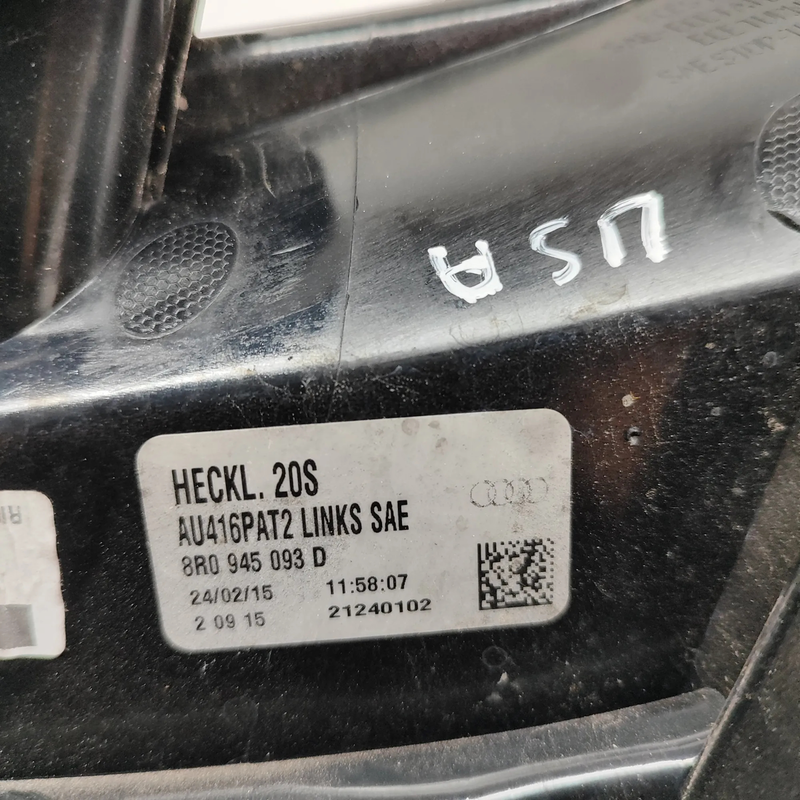 USA
HECKL. 20S
AU416PAT2 LINKS SAE
8R0 945 093 D
24/02/15 11:58:07
2 09 15 21240102